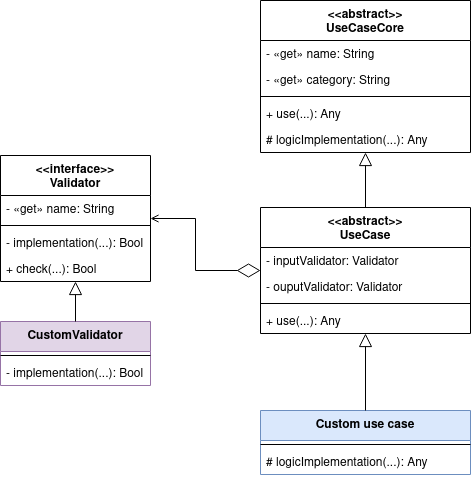 <<abstract>>
UseCaseCore
- «get» name: String
- «get» category: String
+ use(...): Any
# logicImplementation(...): Any
<<interface>>
Validator
- «get» name: String
- implementation(...): Bool
+ check(...): Bool
<<abstract>>
UseCase
- inputValidator: Validator
- ouputValidator: Validator
+ use(...): Any
CustomValidator
- implementation(...): Bool
Custom use case
# logicImplementation(...): Any